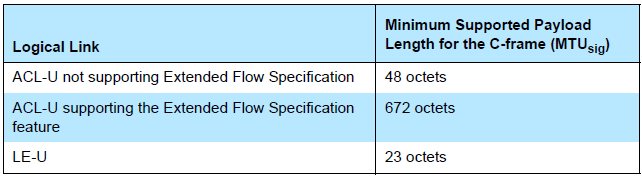 Logical Link
Minimum Supported Payload
Length for the C-frame (MTUsig)
ACL-U not supporting Extended Flow Specification
48 octets
ACL-U supporting the Extended Flow Specification
feature
672 octets
LE-U
23 octets